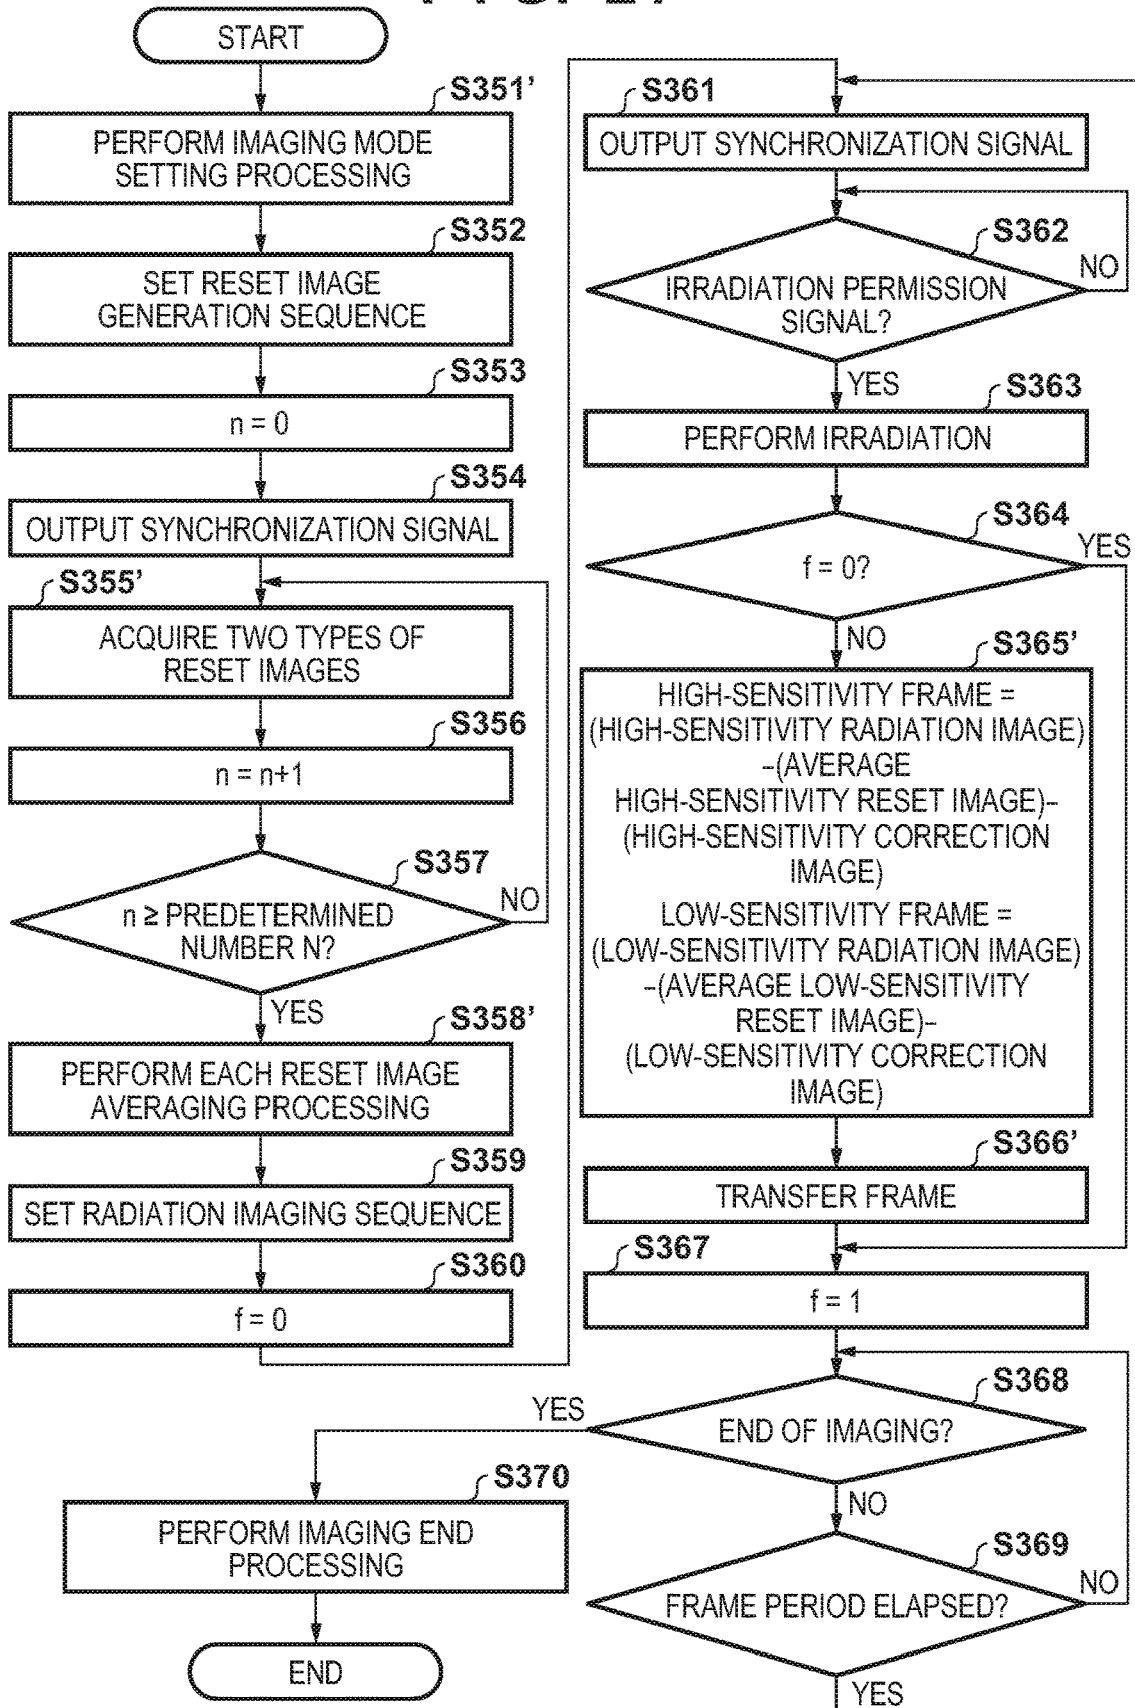 START
S351'
PERFORM IMAGING MODE
SETTING PROCESSING
S352
SET RESET IMAGE
GENERATION SEQUENCE
S353
n = 0
S354
OUTPUT SYNCHRONIZATION SIGNAL
S355'
ACQUIRE TWO TYPES OF
RESET IMAGES
S356
n = n+1
S357
n ≥ PREDETERMINED
NUMBER N?
NO
YES
S358'
PERFORM EACH RESET IMAGE
AVERAGING PROCESSING
S359
SET RADIATION IMAGING SEQUENCE
S360
f = 0
S361
OUTPUT SYNCHRONIZATION SIGNAL
S362
IRRADIATION PERMISSION
SIGNAL?
NO
YES
S363
PERFORM IRRADIATION
S364
f = 0?
YES
NO
S365'
HIGH-SENSITIVITY FRAME =
(HIGH-SENSITIVITY RADIATION IMAGE)
–(AVERAGE
HIGH-SENSITIVITY RESET IMAGE)–
(HIGH-SENSITIVITY CORRECTION
IMAGE)
LOW-SENSITIVITY FRAME =
(LOW-SENSITIVITY RADIATION IMAGE)
–(AVERAGE LOW-SENSITIVITY
RESET IMAGE)–
(LOW-SENSITIVITY CORRECTION
IMAGE)
S366'
TRANSFER FRAME
S367
f = 1
S368
END OF IMAGING?
YES
NO
S369
FRAME PERIOD ELAPSED?
NO
YES
S370
PERFORM IMAGING END
PROCESSING
END